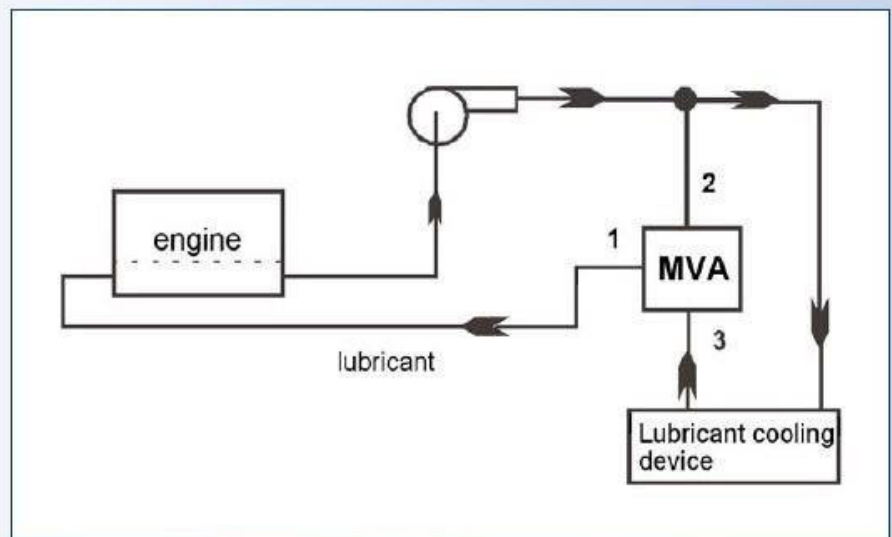 2
1
engine
MVA
3
lubricant
Lubricant cooling
device